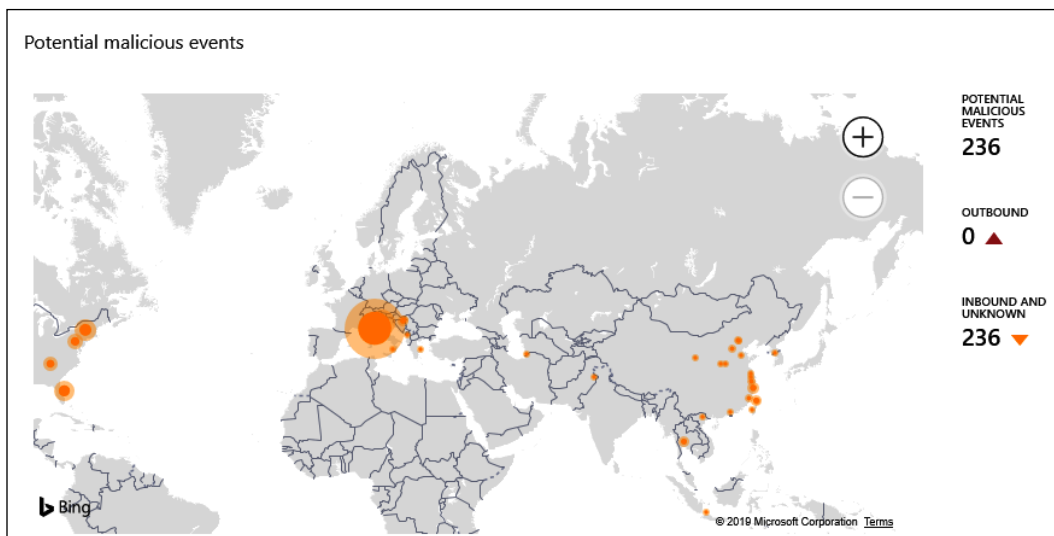 Potential malicious events
POTENTIAL
MALICIOUS
EVENTS
236
OUTBOUND
0
INBOUND AND
UNKNOWN
236
Bing
© 2019 Microsoft Corporation Terms